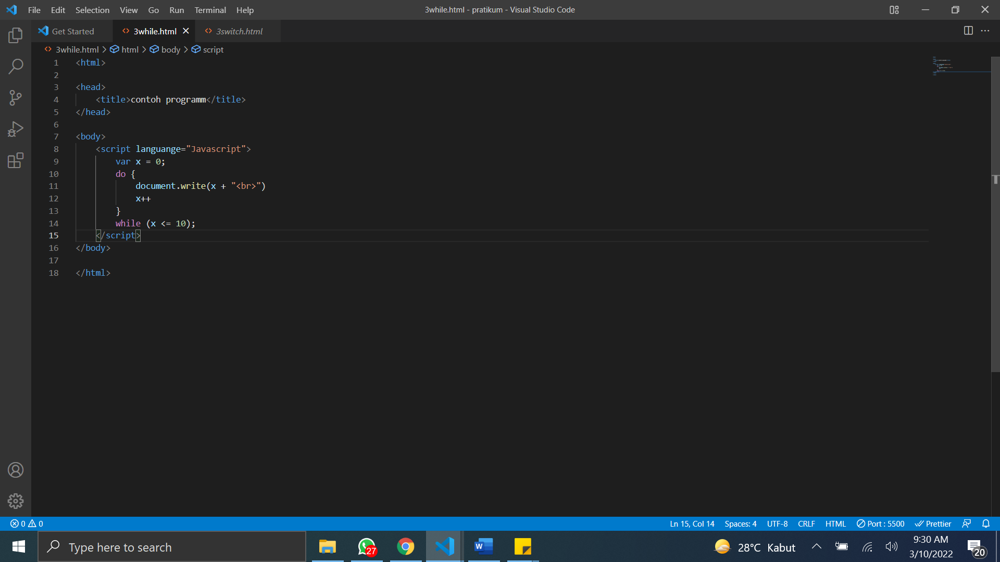 File Edit Selection View Go Run Terminal Help
3while.html - pratikum - Visual Studio Code
Get Started
3while.html
3switch.html
3while.html > html > body > script
1 <html>
2
3 <head>
4     <title>contoh programm</title>
5 </head>
6
7 <body>
8     <script languange="Javascript">
9         var x = 0;
10         do {
11             document.write(x + "<br>")
12             x++
13         }
14         while (x <= 10);
15     </script>
16 </body>
17
18 </html>
0 0
Ln 15, Col 14 Spaces: 4 UTF-8 CRLF HTML Port : 5500 Prettier
Type here to search
27
W
28°C Kabut
9:30 AM
3/10/2022
20